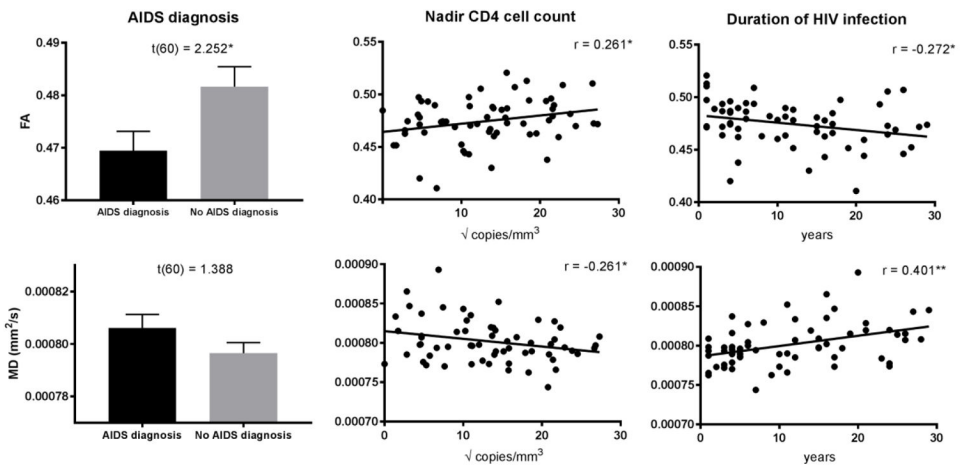 AIDS diagnosis
t(60) = 2.252*
FA
0.49
0.48
0.47
0.46
AIDS diagnosis No AIDS diagnosis
Nadir CD4 cell count
r = 0.261*
0.55
0.50
0.45
0.40
10 20 30
√ copies/mm³
Duration of HIV infection
r = -0.272*
0.55
0.50
0.45
0.40
0 10 20 30
years
t(60) = 1.388
MD (mm²/s)
0.00082
0.00080
0.00078
AIDS diagnosis No AIDS diagnosis
r = -0.261*
0.00090
0.00085
0.00080
0.00075
0.00070
0 10 20 30
√ copies/mm³
r = 0.401**
0.00090
0.00085
0.00080
0.00075
0.00070
0 10 20 30
years